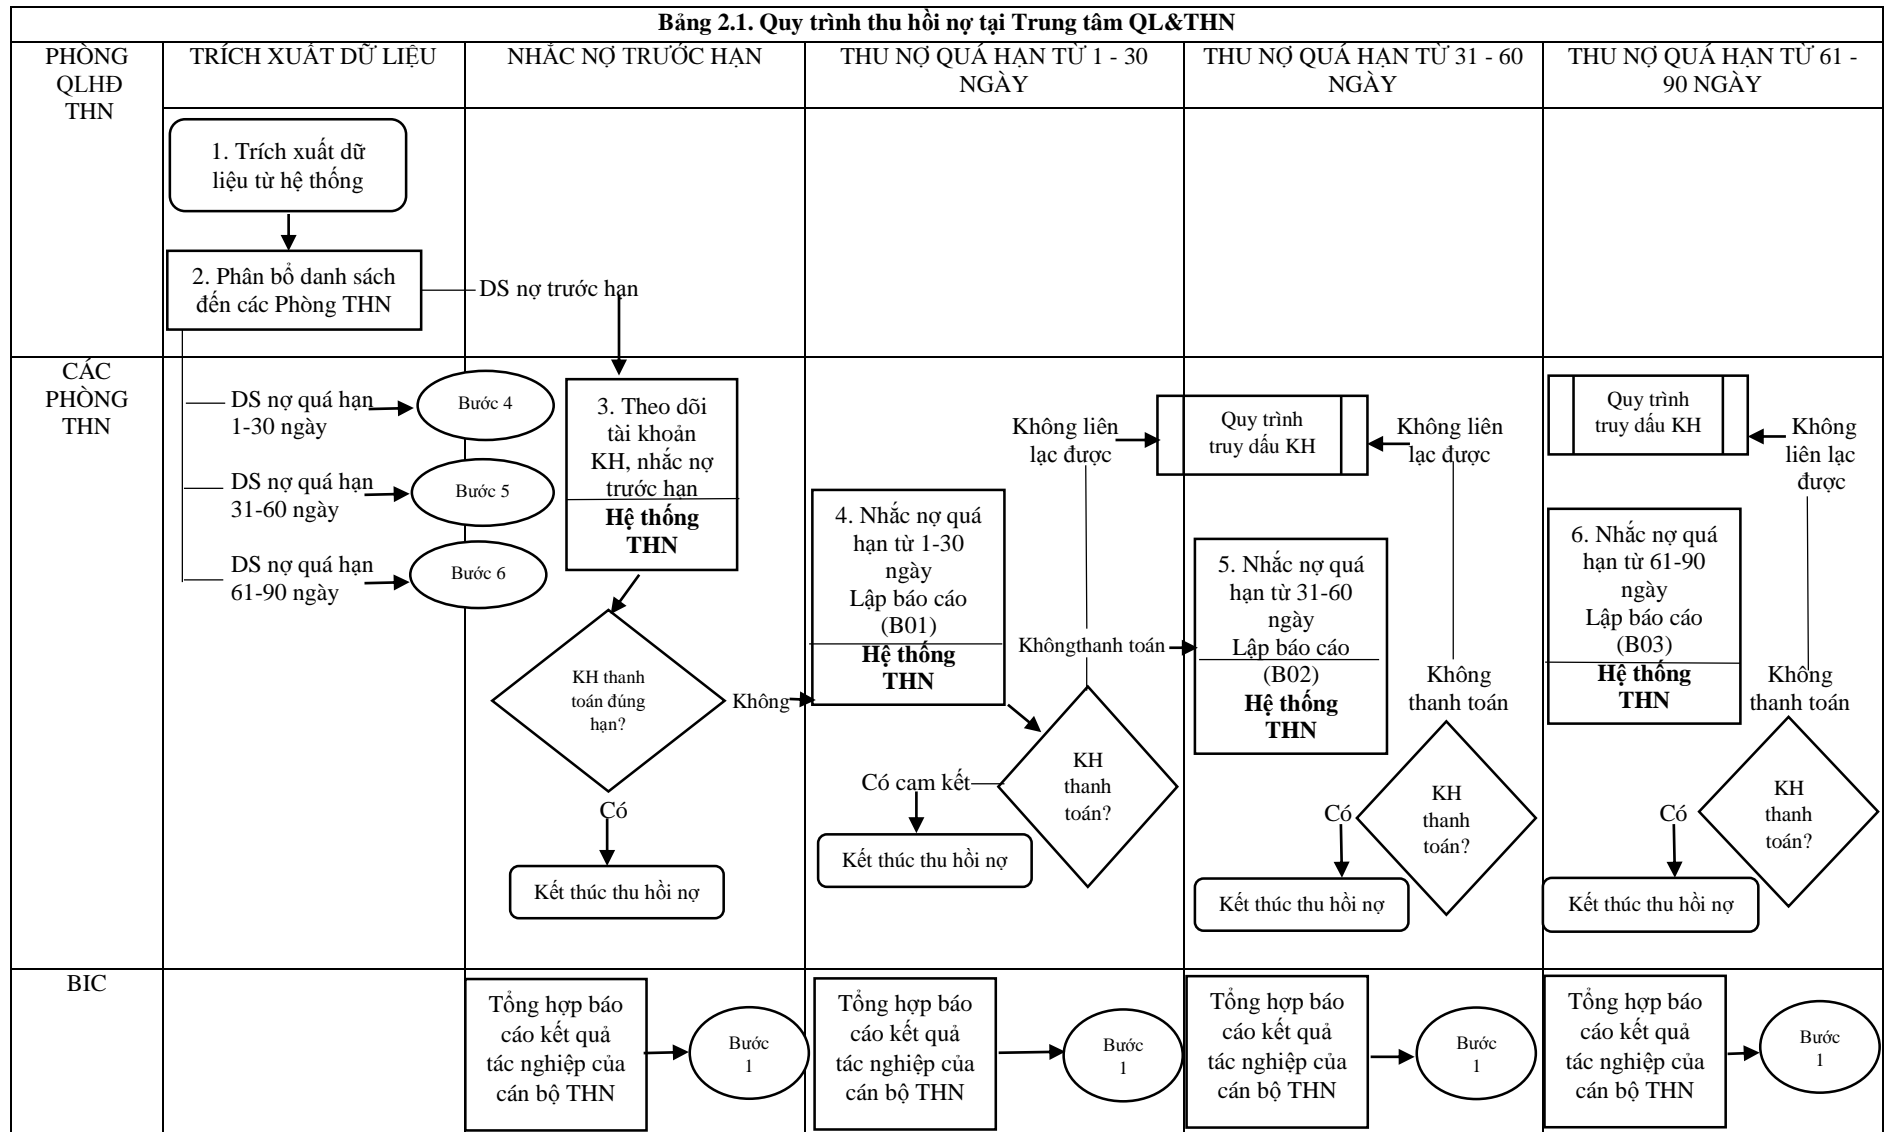 Bảng 2.1. Quy trình thu hồi nợ tại Trung tâm QL&THN
PHÒNG
QLHĐ
THN
TRÍCH XUẤT DỮ LIỆU
NHẮC NỢ TRƯỚC HẠN
THU NỢ QUÁ HẠN TỪ 1 - 30
NGÀY
THU NỢ QUÁ HẠN TỪ 31 - 60
NGÀY
THU NỢ QUÁ HẠN TỪ 61 -
90 NGÀY
1. Trích xuất dữ
liệu từ hệ thống
2. Phân bổ danh sách
đến các Phòng THN
DS nợ trước hạn
CÁC
PHÒNG
THN
DS nợ quá hạn
1-30 ngày
Bước 4
DS nợ quá hạn
31-60 ngày
Bước 5
DS nợ quá hạn
61-90 ngày
Bước 6
3. Theo dõi
tài khoản
KH, nhắc nợ
trước hạn
Hệ thống
THN
KH thanh
toán đúng
hạn?
Không
Có
Kết thúc thu hồi nợ
4. Nhắc nợ quá
hạn từ 1-30
ngày
Lập báo cáo
(B01)
Hệ thống
THN
Không liên
lạc được
Khôngthanh toán
KH
thanh
toán?
Có cam kết
Kết thúc thu hồi nợ
Quy trình
truy dấu KH
Không liên
lạc được
5. Nhắc nợ quá
hạn từ 31-60
ngày
Lập báo cáo
(B02)
Hệ thống
THN
Không
thanh toán
KH
thanh
toán?
Có
Kết thúc thu hồi nợ
Quy trình
truy dấu KH
Không
liên lạc
được
6. Nhắc nợ quá
hạn từ 61-90
ngày
Lập báo cáo
(B03)
Hệ thống
THN
Không
thanh toán
KH
thanh
toán?
Có
Kết thúc thu hồi nợ
BIC
Tổng hợp báo
cáo kết quả
tác nghiệp của
cán bộ THN
Bước
1
Tổng hợp báo
cáo kết quả
tác nghiệp của
cán bộ THN
Bước
1
Tổng hợp báo
cáo kết quả
tác nghiệp của
cán bộ THN
Bước
1
Tổng hợp báo
cáo kết quả
tác nghiệp của
cán bộ THN
Bước
1